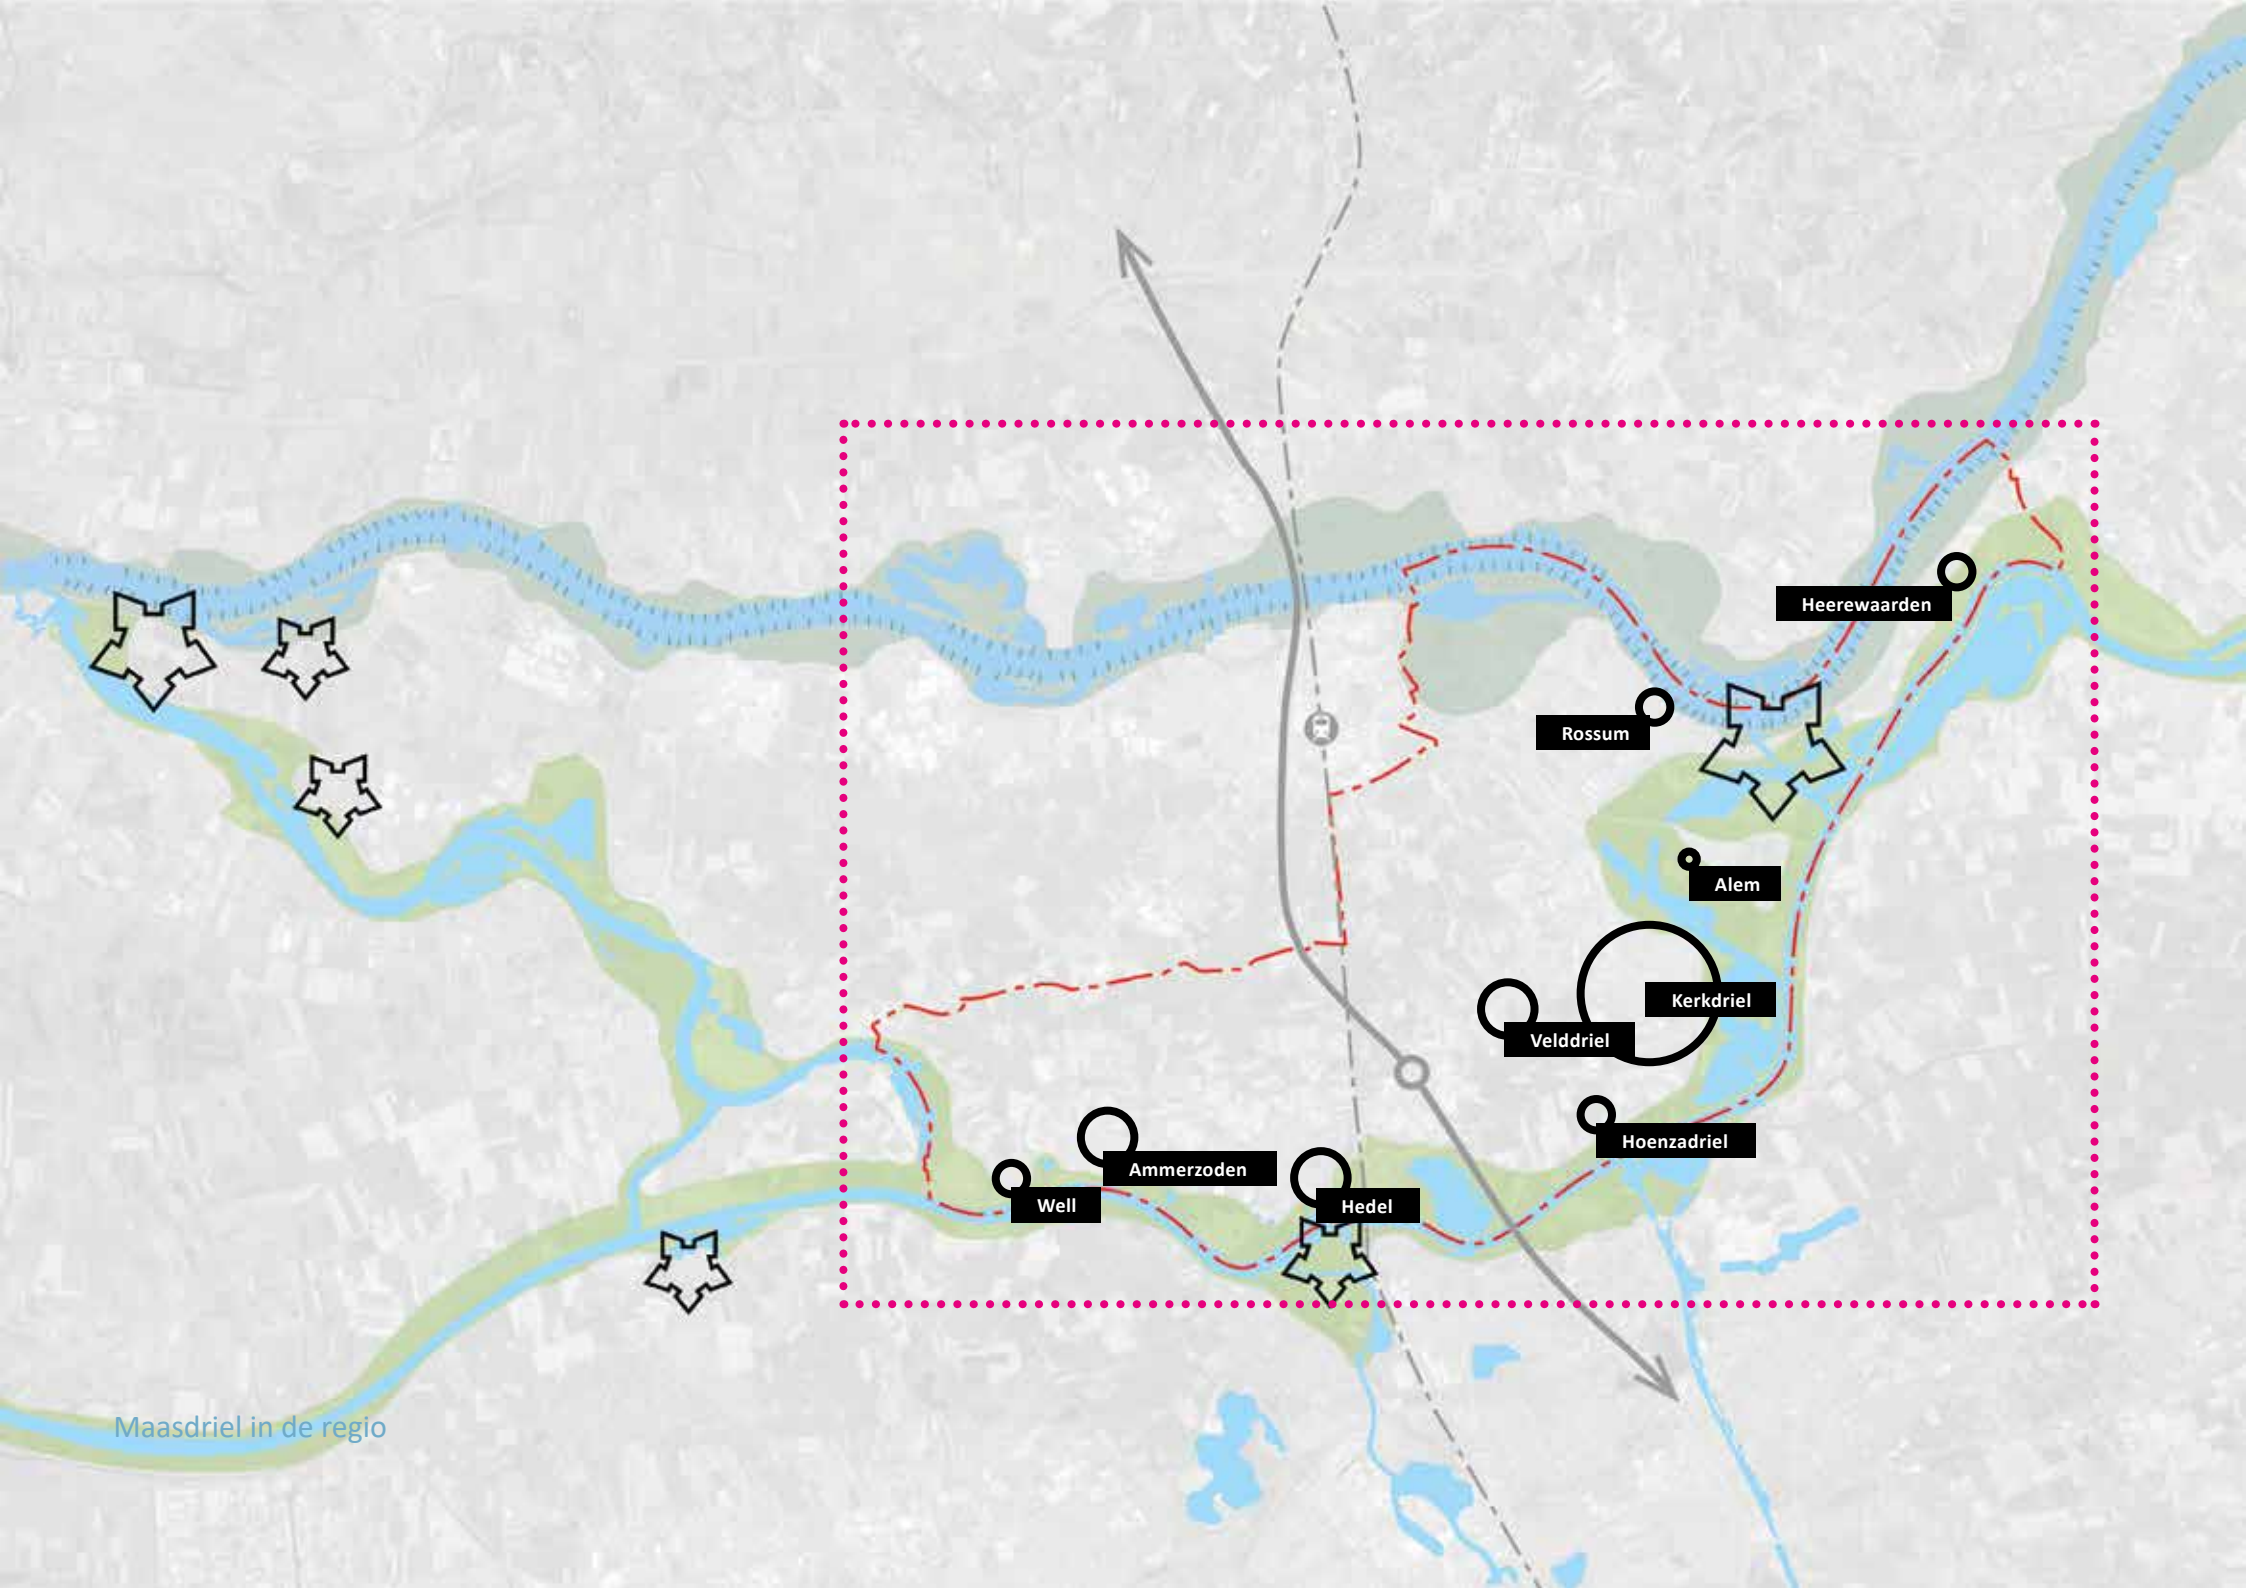 Heerewaarden
Rossum
Alem
Kerkdriel
Velddriel
Hoenzadriel
Ammerzoden
Well
Hedel
Maasdriel in de regio